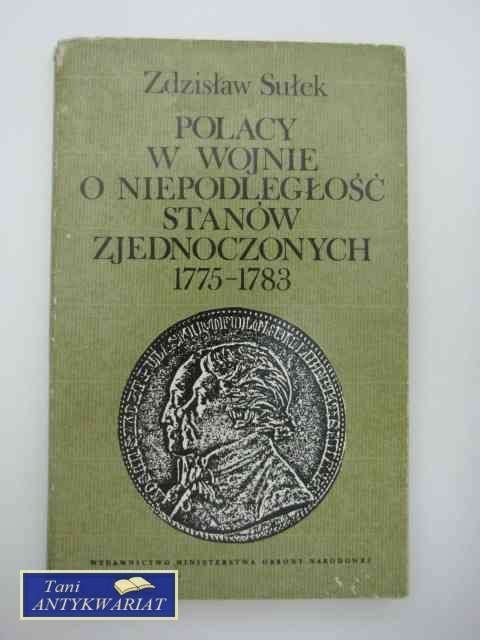 Zdzisław Sułek
POLACY
W WOJNIE
O NIEPODLEGŁOŚĆ
STANÓW
ZJEDNOCZONYCH
1775-1783
WYDAWNICTWO MINISTERSTWA OBRONY NARODOWEJ
Tani
ANTYKWARIAT